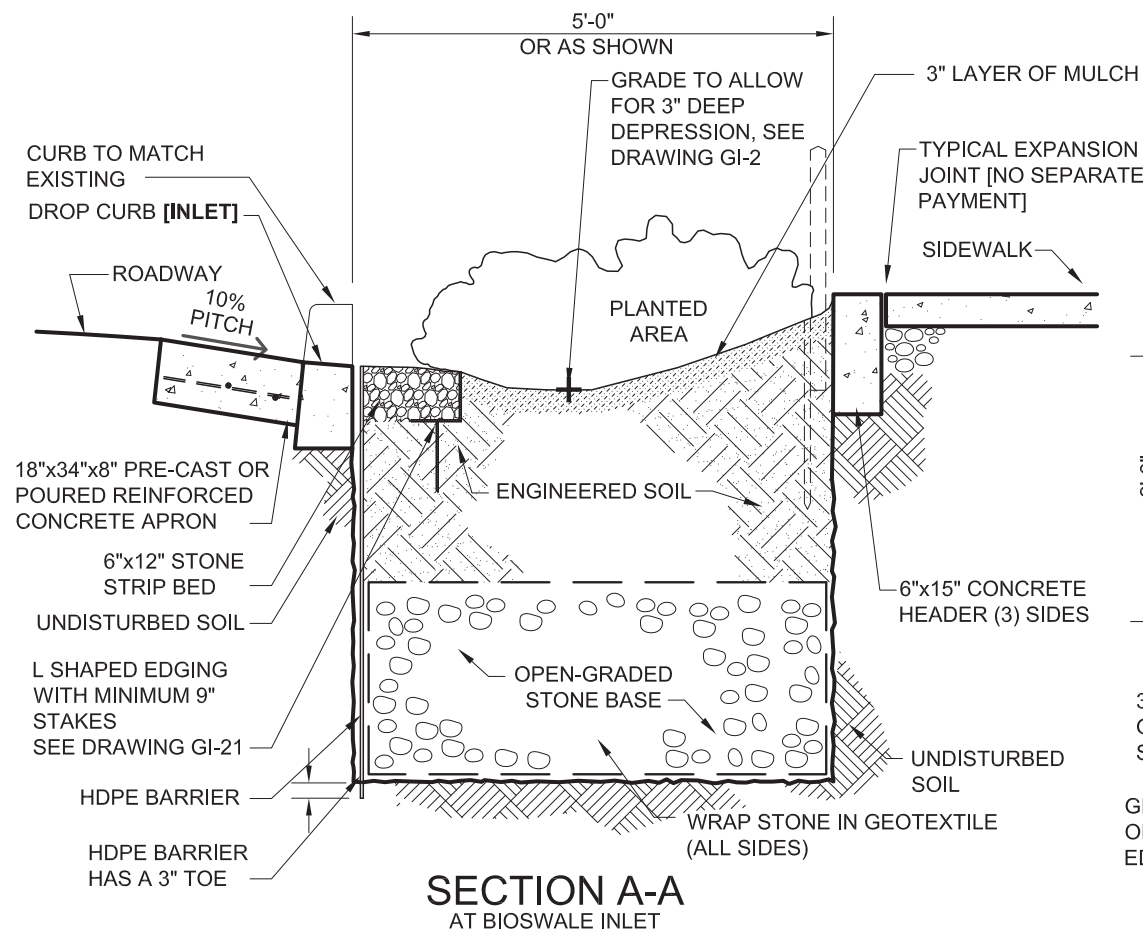 5'-0"
OR AS SHOWN
GRADE TO ALLOW
FOR 3" DEEP
DEPRESSION, SEE
DRAWING GI-2
3" LAYER OF MULCH
CURB TO MATCH
EXISTING
DROP CURB [INLET]
TYPICAL EXPANSION
JOINT [NO SEPARATE
PAYMENT]
SIDEWALK
ROADWAY
10%
PITCH
PLANTED
AREA
18"x34"x8" PRE-CAST OR
POURED REINFORCED
CONCRETE APRON
ENGINEERED SOIL
6"x12" STONE
STRIP BED
UNDISTURBED SOIL
6"x15" CONCRETE
HEADER (3) SIDES
L SHAPED EDGING
WITH MINIMUM 9"
STAKES
SEE DRAWING GI-21
OPEN-GRADED
STONE BASE
UNDISTURBED
SOIL
HDPE BARRIER
WRAP STONE IN GEOTEXTILE
(ALL SIDES)
HDPE BARRIER
HAS A 3" TOE
SECTION A-A
AT BIOSWALE INLET